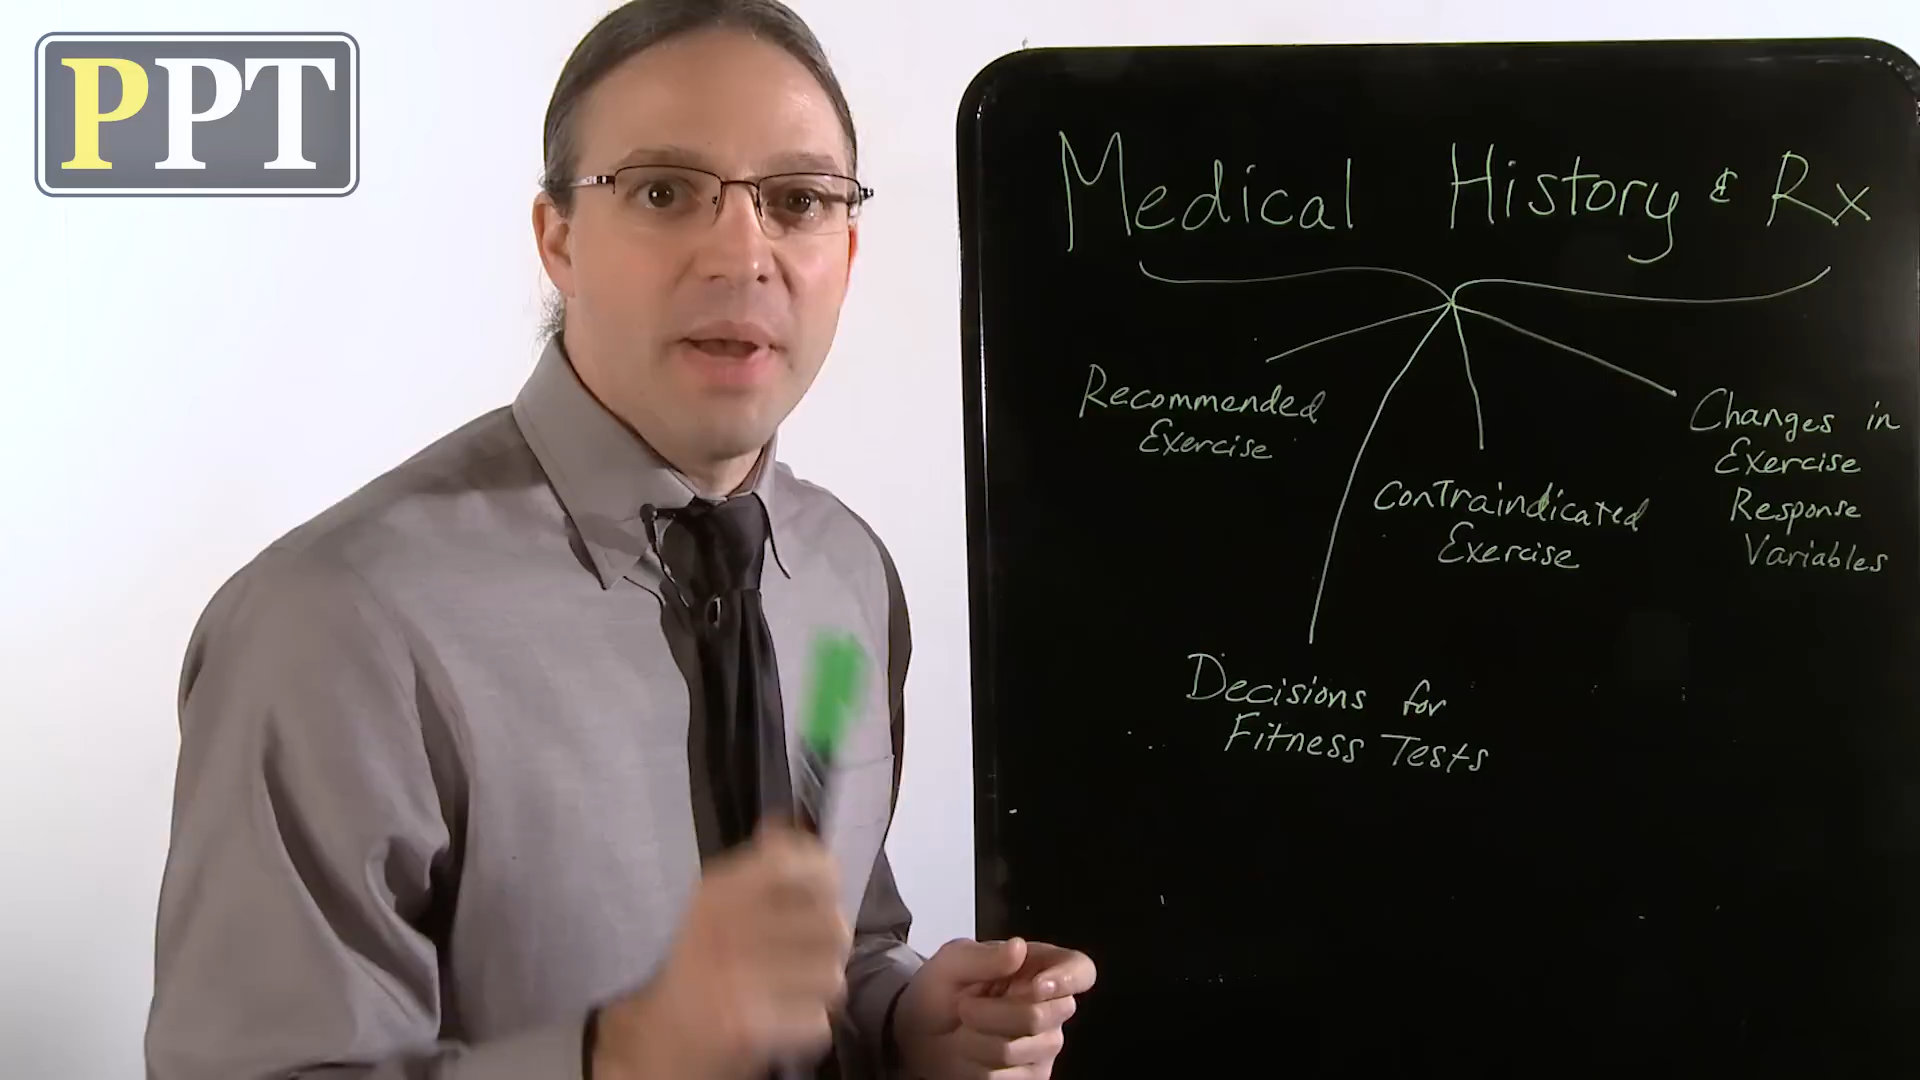 PPT
Medical History & Rx
Recommended
Exercise
Contraindicated
Exercise
Changes in
Exercise
Response
Variables
Decisions for
Fitness Tests